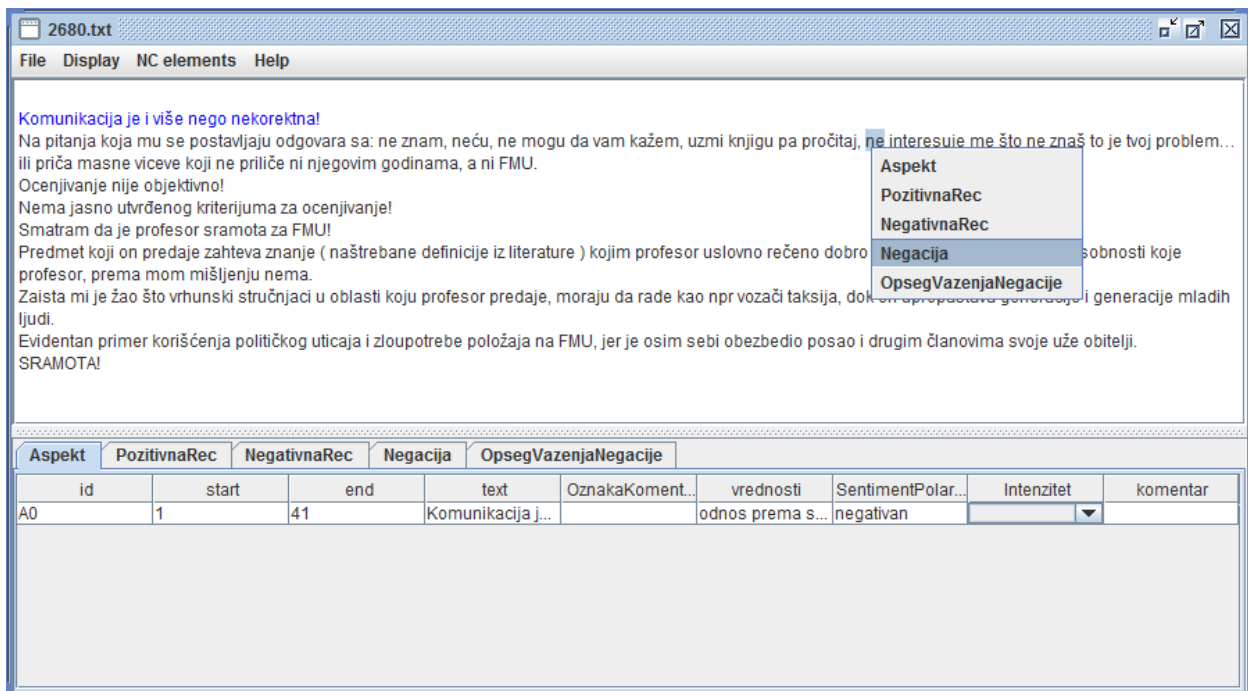 2680.txt
File Display NC elements Help
Komunikacija je i više nego nekorektna!
Na pitanja koja mu se postavljaju odgovara sa: ne znam, neću, ne mogu da vam kažem, uzmi knjigu pa pročitaj, ne interesuje me što ne znaš to je tvoj problem...
ili priča masne viceve koji ne priliče ni njegovim godinama, a ni FMU.
Ocenjivanje nije objektivno!
Nema jasno utvrđenog kriterijuma za ocenjivanje!
Smatram da je profesor sramota za FMU!
Predmet koji on predaje zahteva znanje ( naštrebane definicije iz literature ) kojim profesor uslovno rečeno dobro sobnosti koje
profesor, prema mom mišljenju nema.
Zaista mi je žao što vrhunski stručnjaci u oblasti koju profesor predaje, moraju da rade kao npr vozači taksija, dok on upropaštava generacije i generacije mladih
ljudi.
Evidentan primer korišćenja političkog uticaja i zloupotrebe položaja na FMU, jer je osim sebi obezbedio posao i drugim članovima svoje uže obitelji.
SRAMOTA!
Aspekt
PozitivnaRec
NegativnaRec
Negacija
OpsegVazenjaNegacije
Aspekt PozitivnaRec NegativnaRec Negacija OpsegVazenjaNegacije
id start end text OznakaKoment... vrednosti SentimentPolar... Intenzitet komentar
A0 1 41 Komunikacija j... odnos prema s... negativan